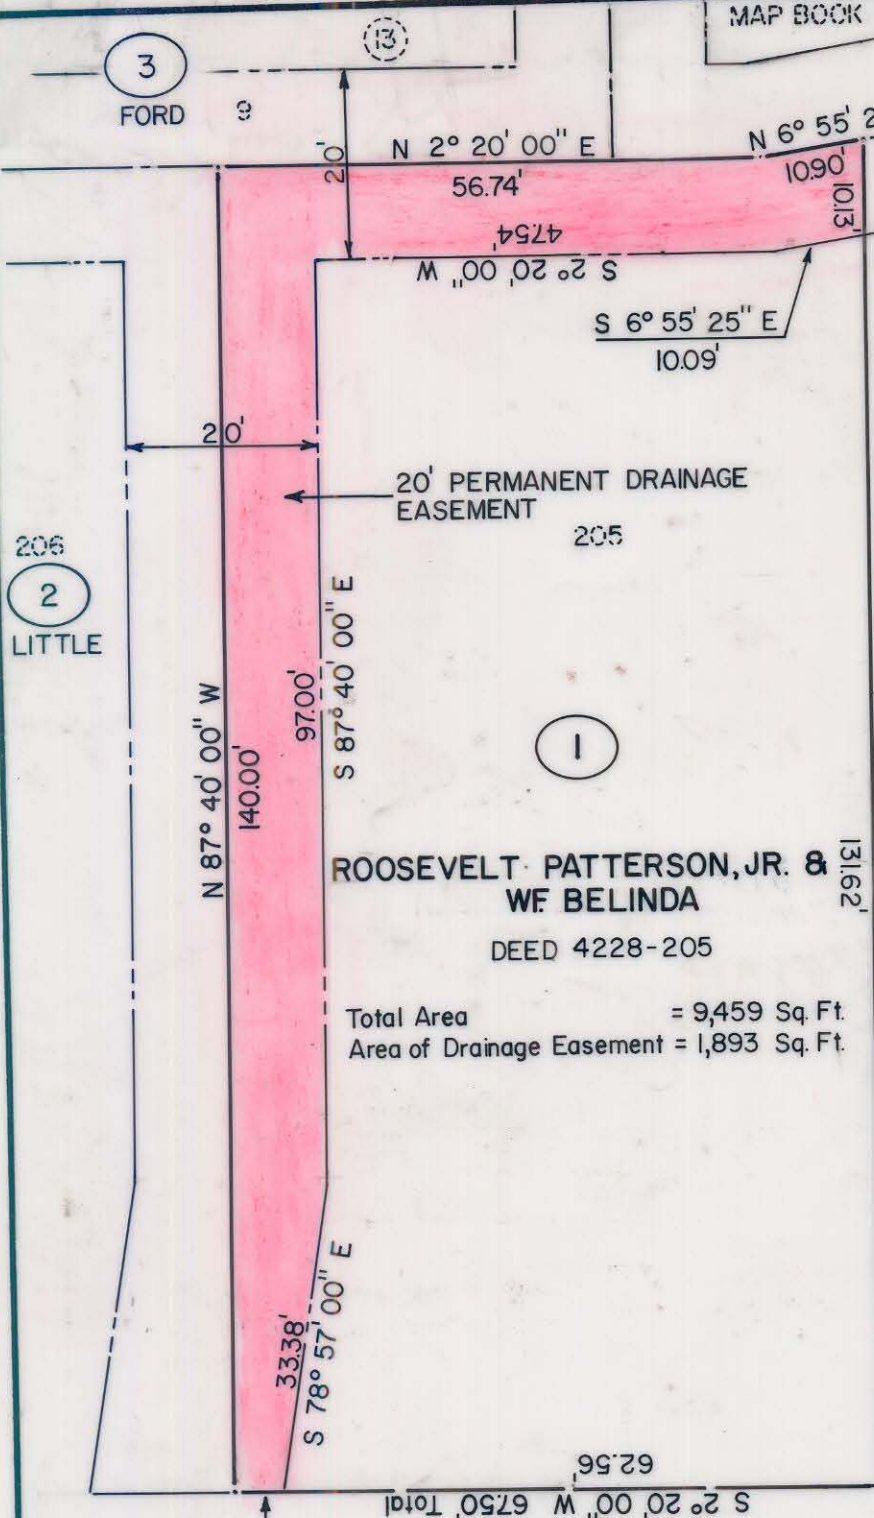 MAP BOOK
13
3
FORD
9
N 2° 20' 00" E
N 6° 55' 2
20'
56.74'
10.90'
10.13'
47.54'
S 2° 20' 00" W
S 6° 55' 25" E
10.09'
20'
20' PERMANENT DRAINAGE
EASEMENT
205
206
2
LITTLE
N 87° 40' 00" W
140.00'
97.00'
S 87° 40' 00" E
1
ROOSEVELT PATTERSON, JR. &
WF. BELINDA
DEED 4228-205
131.62'
Total Area = 9,459 Sq. Ft.
Area of Drainage Easement = 1,893 Sq. Ft.
33.38'
S 78° 57' 00" E
62.56'
S 2° 20' 00" W 67.50' Total